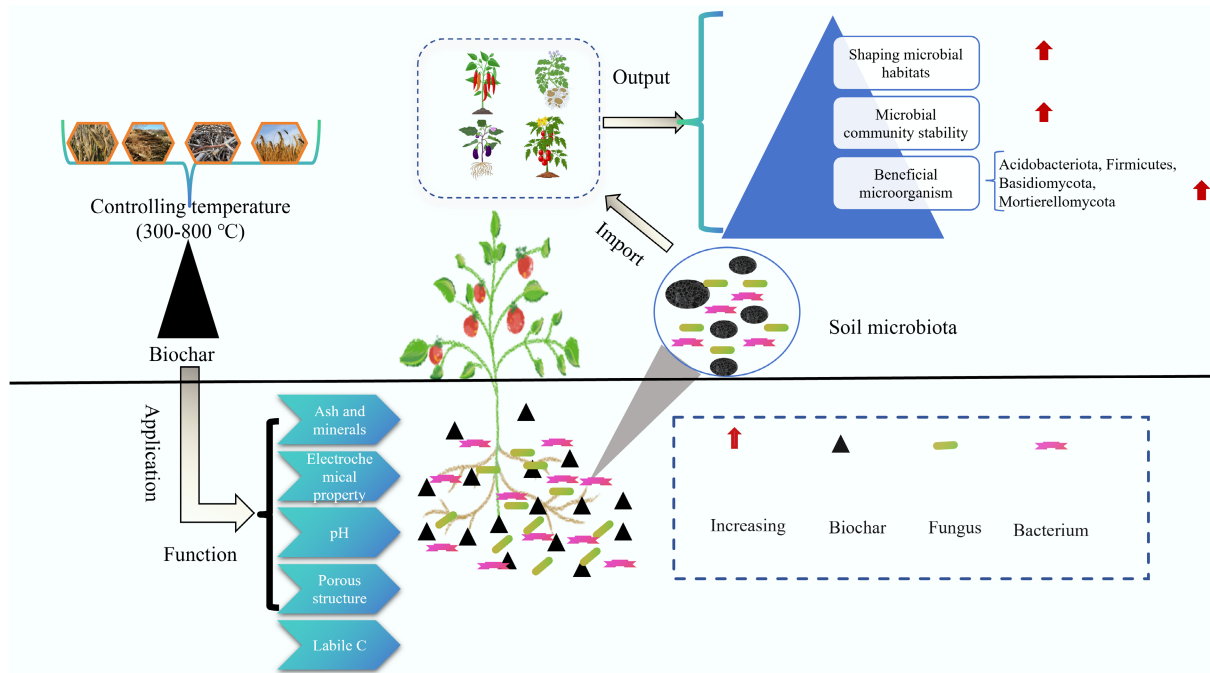 Controlling temperature
(300-800 ℃)
Biochar
Application
Function
Ash and
minerals
Electroche
mical
property
pH
Porous
structure
Labile C
Output
Import
Shaping microbial
habitats
Microbial
community stability
Beneficial
microorganism
Acidobacteriota, Firmicutes,
Basidiomycota,
Mortierellomycota
Soil microbiota
Increasing
Biochar
Fungus
Bacterium